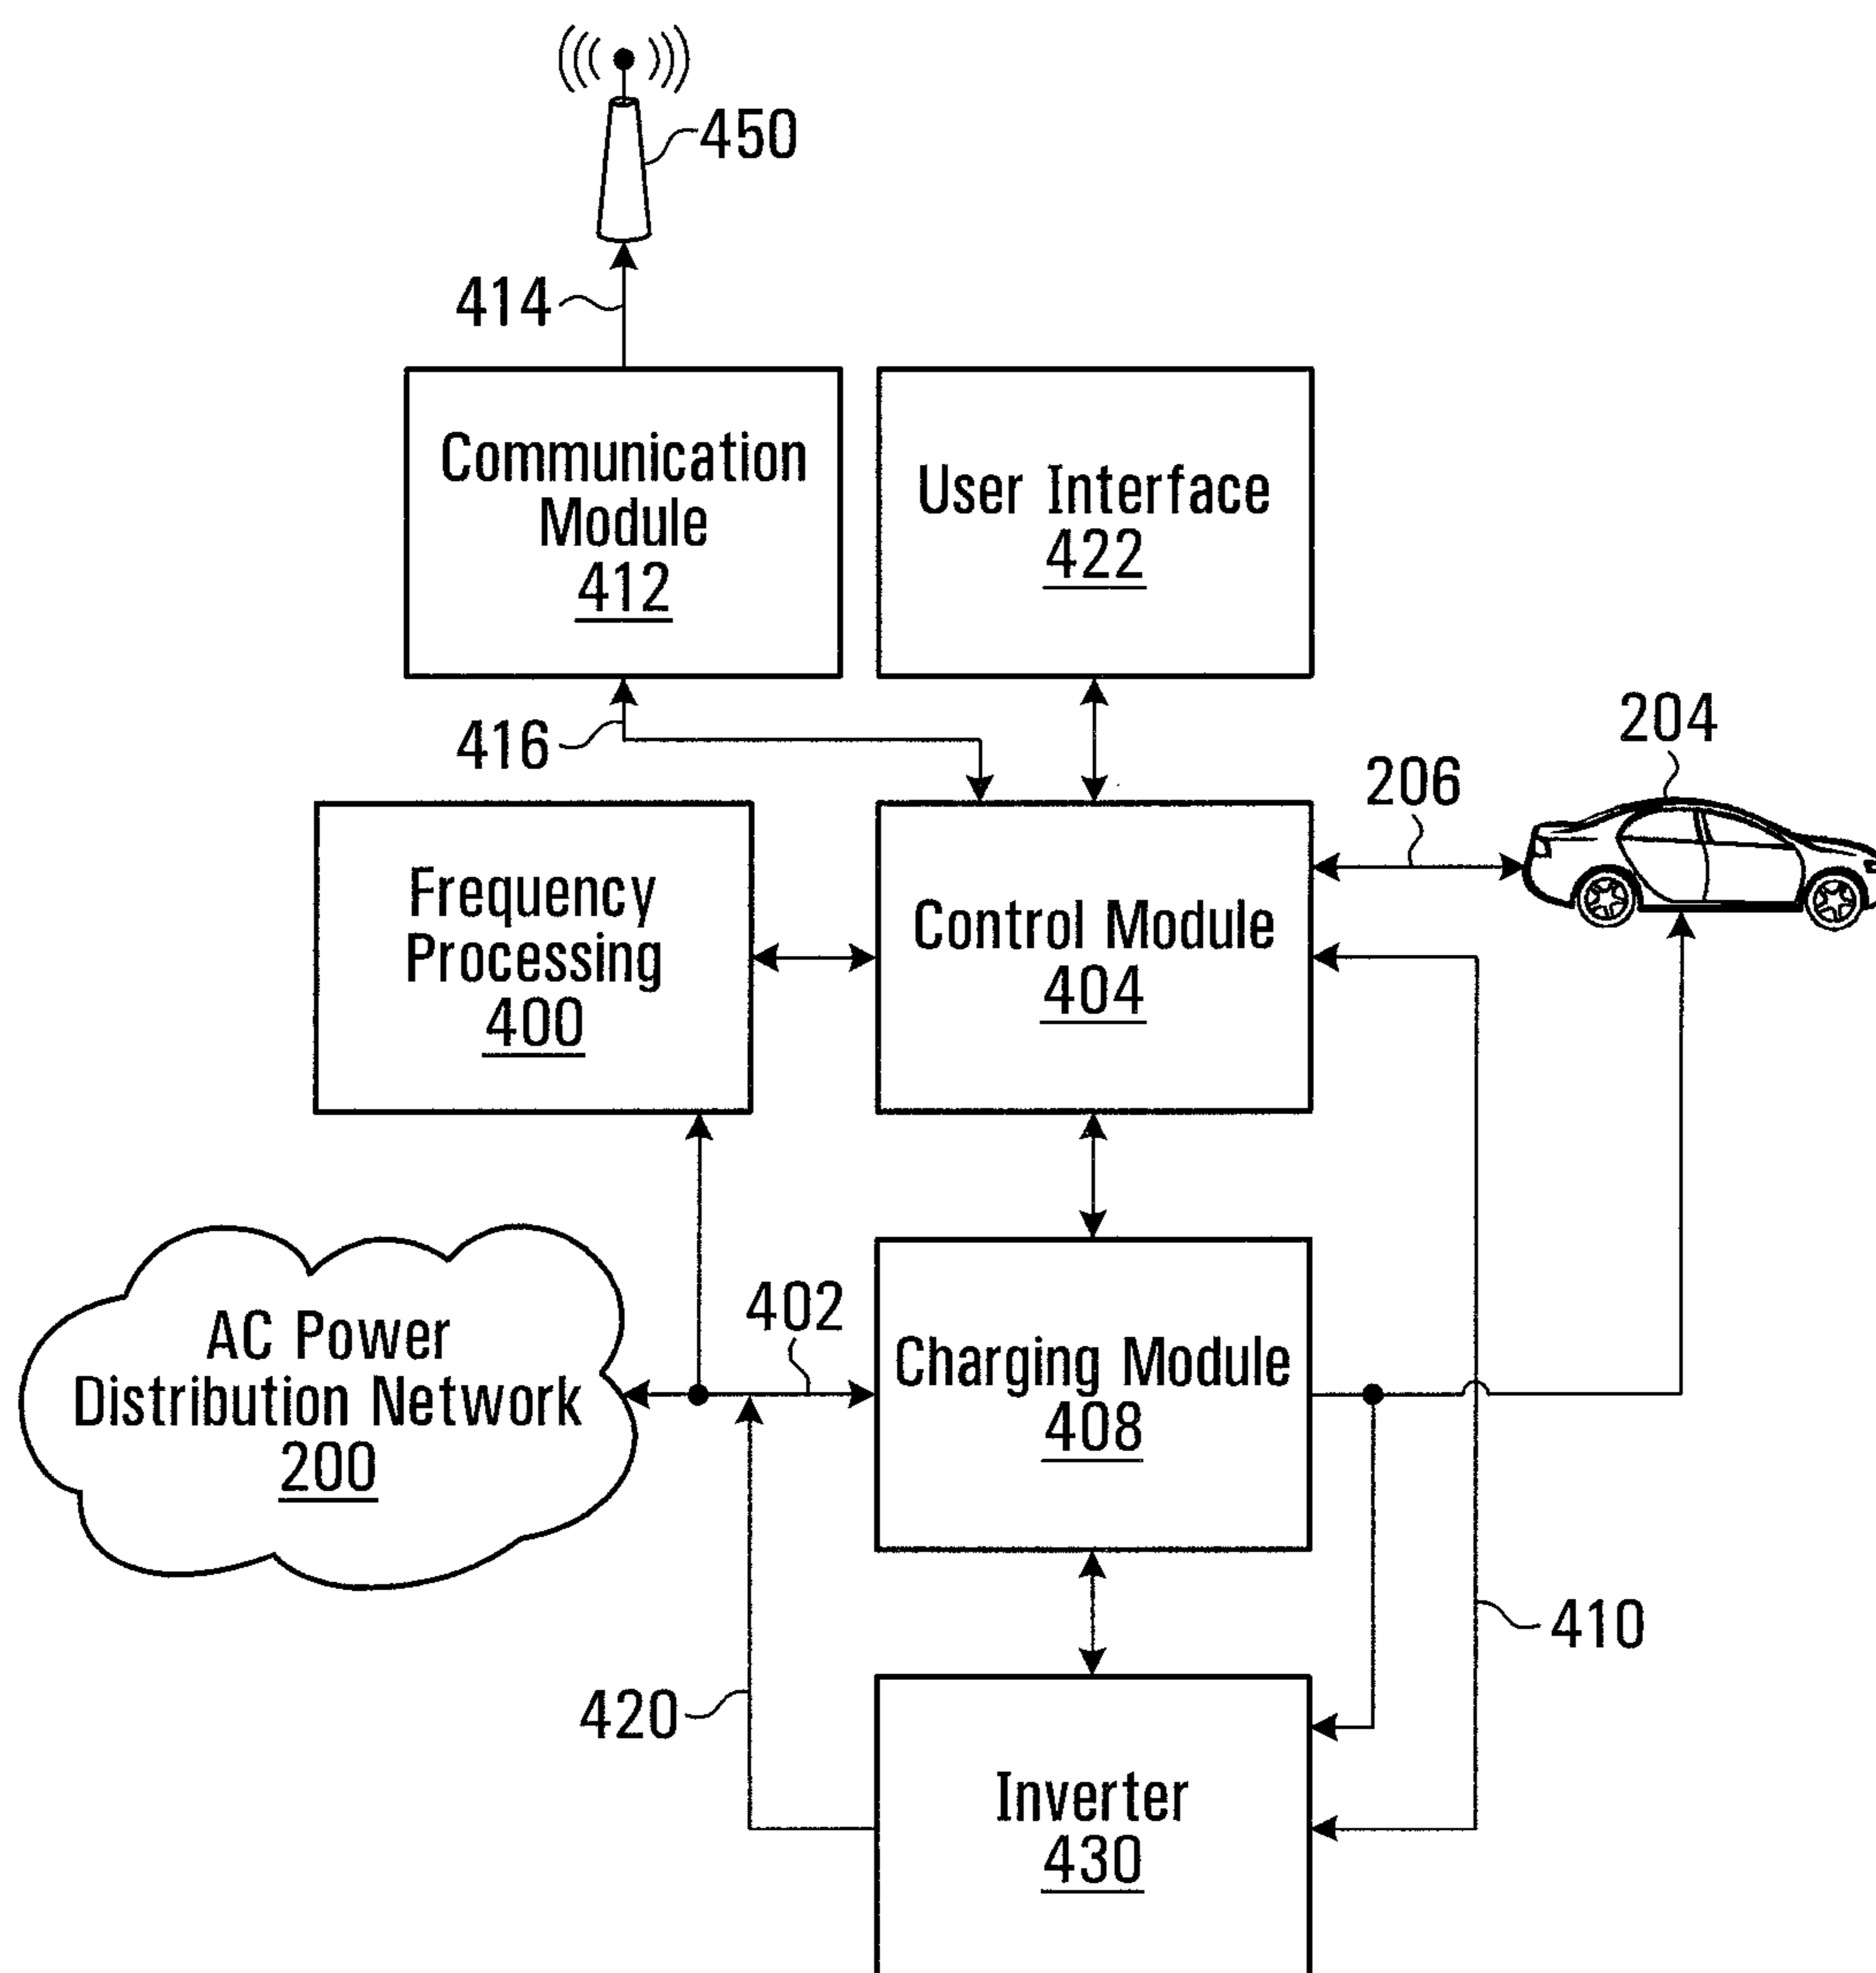 450
414
Communication
Module
412
User Interface
422
416
204
206
Frequency
Processing
400
Control Module
404
402
AC Power
Distribution Network
200
Charging Module
408
410
420
Inverter
430